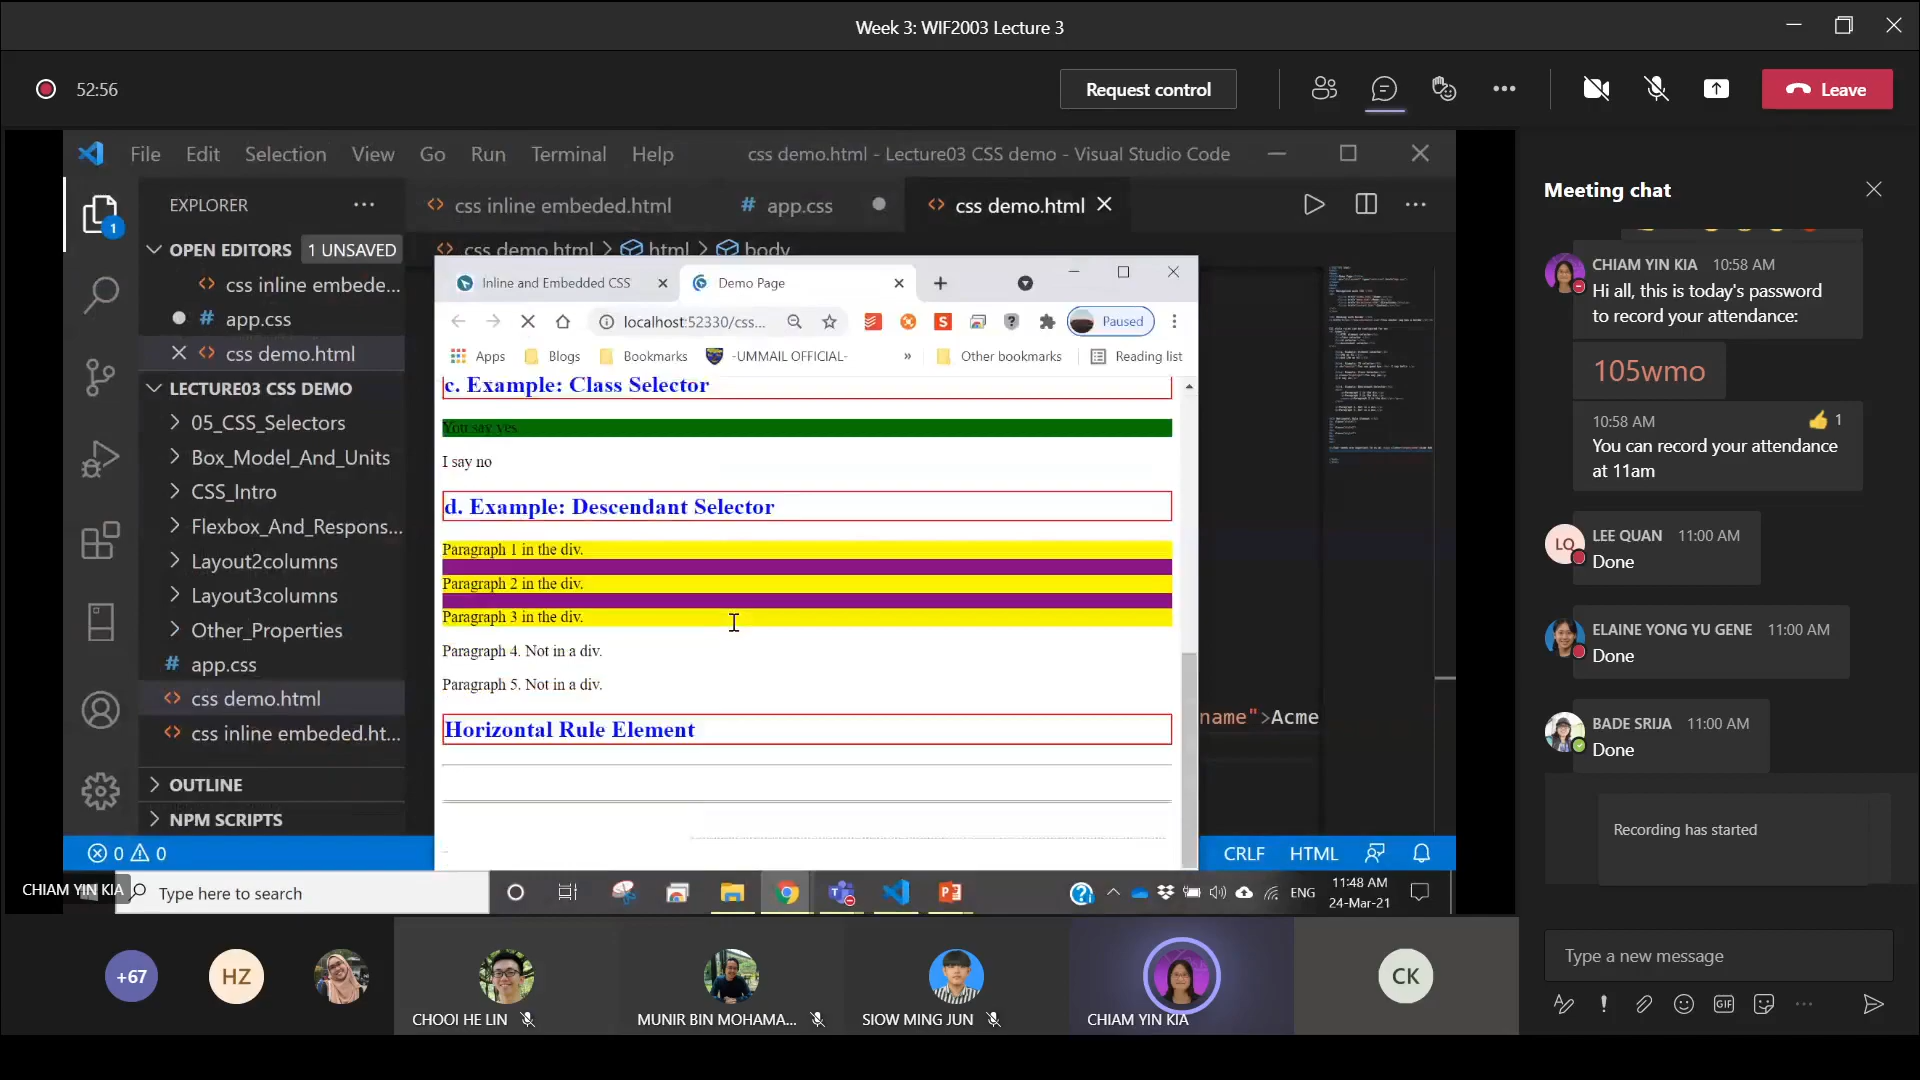 Week 3: WIF2003 Lecture 3
52:56
Request control
Leave
File Edit Selection View Go Run Terminal Help
css demo.html - Lecture03 CSS demo - Visual Studio Code
EXPLORER
css inline embeded.html
# app.css
css demo.html
OPEN EDITORS 1 UNSAVED
css demo.html > html > body
css inline embede...
# app.css
css demo.html
LECTURE03 CSS DEMO
05_CSS_Selectors
Box_Model_And_Units
CSS_Intro
Flexbox_And_Respons...
Layout2columns
Layout3columns
Other_Properties
# app.css
css demo.html
css inline embeded.ht...
OUTLINE
NPM SCRIPTS
1
Inline and Embedded CSS
Demo Page
localhost:52330/css...
Paused
Apps
Blogs
Bookmarks
-UMMAIL OFFICIAL-
»
Other bookmarks
Reading list
c. Example: Class Selector
You say yes
I say no
d. Example: Descendant Selector
Paragraph 1 in the div.
Paragraph 2 in the div.
Paragraph 3 in the div.
Paragraph 4. Not in a div.
Paragraph 5. Not in a div.
Horizontal Rule Element
name">Acme
0 0
CRLF HTML
CHIAM YIN KIA
Type here to search
ENG
11:48 AM
24-Mar-21
+67
HZ
CHOOI HE LIN
MUNIR BIN MOHAMA...
SIOW MING JUN
CHIAM YIN KIA
CK
Meeting chat
CHIAM YIN KIA 10:58 AM
Hi all, this is today's password
to record your attendance:
105wmo
10:58 AM
1
You can record your attendance
at 11am
LQ
LEE QUAN 11:00 AM
Done
ELAINE YONG YU GENE 11:00 AM
Done
BADE SRIJA 11:00 AM
Done
Recording has started
Type a new message
GIF